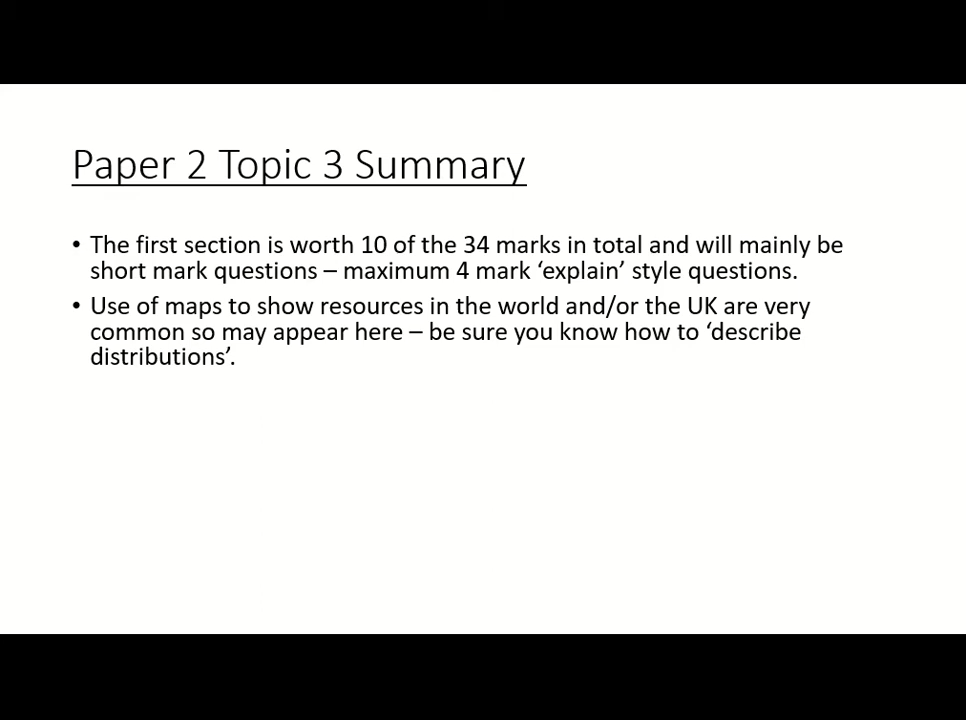 Paper 2 Topic 3 Summary
• The first section is worth 10 of the 34 marks in total and will mainly be
short mark questions – maximum 4 mark ‘explain’ style questions.
• Use of maps to show resources in the world and/or the UK are very
common so may appear here – be sure you know how to ‘describe
distributions’.